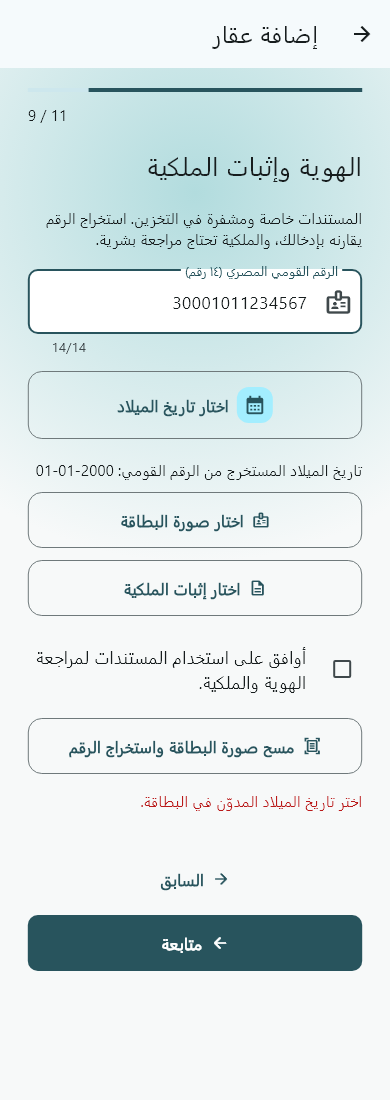 إضافة عقار
9 / 11
الهوية وإثبات الملكية
المستندات خاصة ومشفرة في التخزين. استخراج الرقم
يقارنه بإدخالك، والملكية تحتاج مراجعة بشرية.
الرقم القومي المصري (١٤ رقم)
30001011234567
14/14
اختار تاريخ الميلاد
تاريخ الميلاد المستخرج من الرقم القومي: 2000-01-01
اختار صورة البطاقة
اختار إثبات الملكية
أوافق على استخدام المستندات لمراجعة
الهوية والملكية.
مسح صورة البطاقة واستخراج الرقم
اختر تاريخ الميلاد المدوّن في البطاقة.
السابق
متابعة